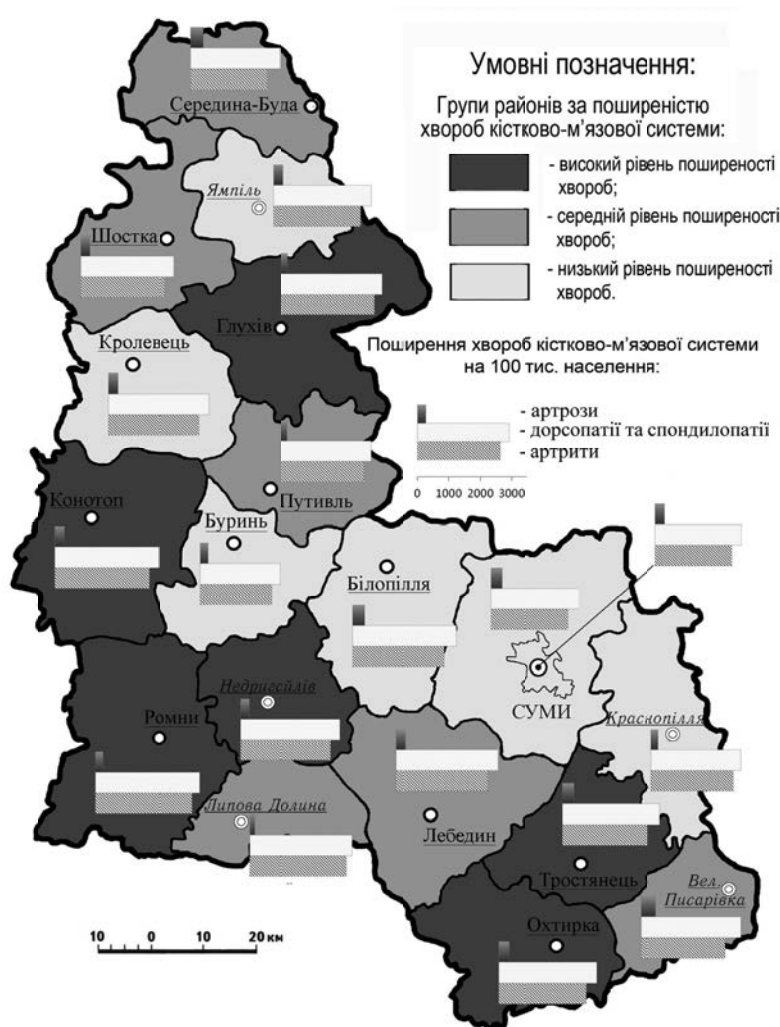 Умовні позначення:
Групи районів за поширеністю
хвороб кістково-м'язової системи:
- високий рівень поширеності
хвороб;
- середній рівень поширеності
хвороб;
- низький рівень поширеності
хвороб.
Поширення хвороб кістково-м'язової системи
на 100 тис. населення:
- артрози
- дорсопатії та спондилопатії
- артрити
0 1000 2000 3000
Середина-Буда
Ямпіль
Шостка
Глухів
Кролевець
Путивль
Конотоп
Буринь
Білопілля
СУМИ
Недригайлів
Ромни
Краснопілля
Липова Долина
Лебедин
Тростянець
Вел.
Писарівка
Охтирка
10 0 10 20 км